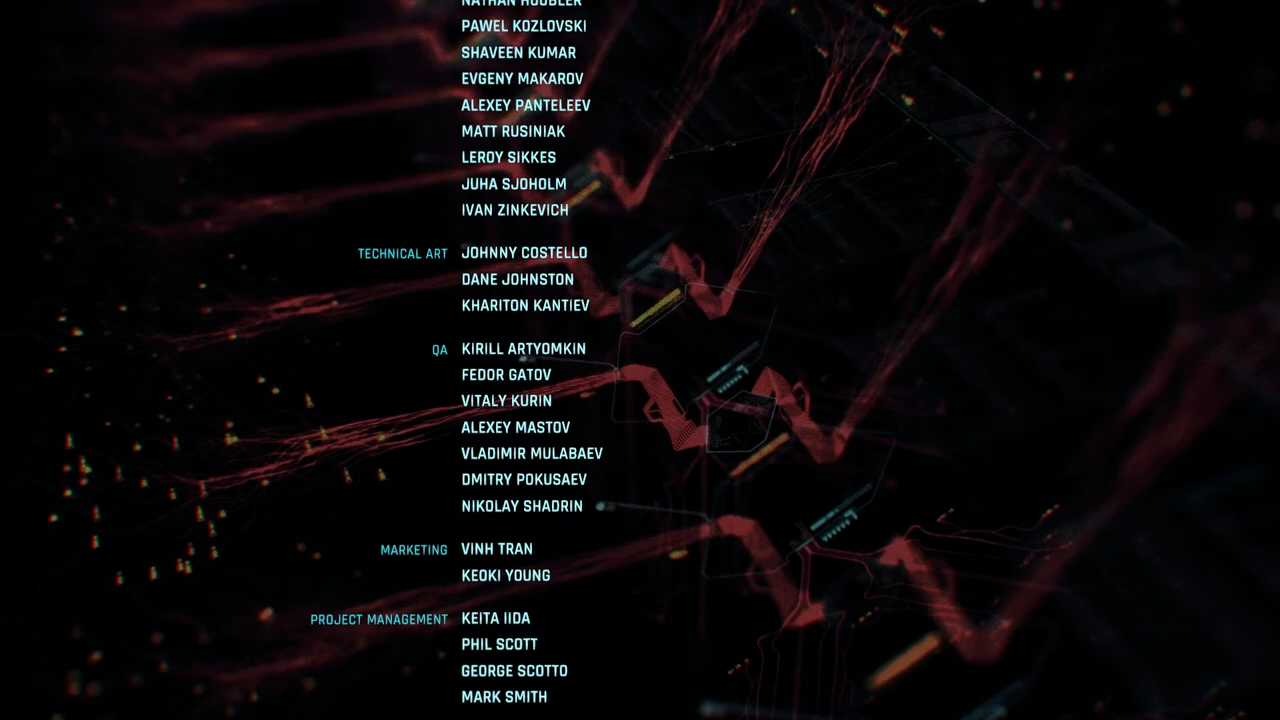 NATHAN HOOBLER
PAWEL KOZLOVSKI
SHAVEEN KUMAR
EVGENY MAKAROV
ALEXEY PANTELEEV
MATT RUSINIAK
LEROY SIKKES
JUHA SJOHOLM
IVAN ZINKEVICH
TECHNICAL ART JOHNNY COSTELLO
DANE JOHNSTON
KHARITON KANTIEV
QA KIRILL ARTYOMKIN
FEDOR GATOV
VITALY KURIN
ALEXEY MASTOV
VLADIMIR MULABAEV
DMITRY POKUSAEV
NIKOLAY SHADRIN
MARKETING VINH TRAN
KEOKI YOUNG
PROJECT MANAGEMENT KEITA IIDA
PHIL SCOTT
GEORGE SCOTTO
MARK SMITH